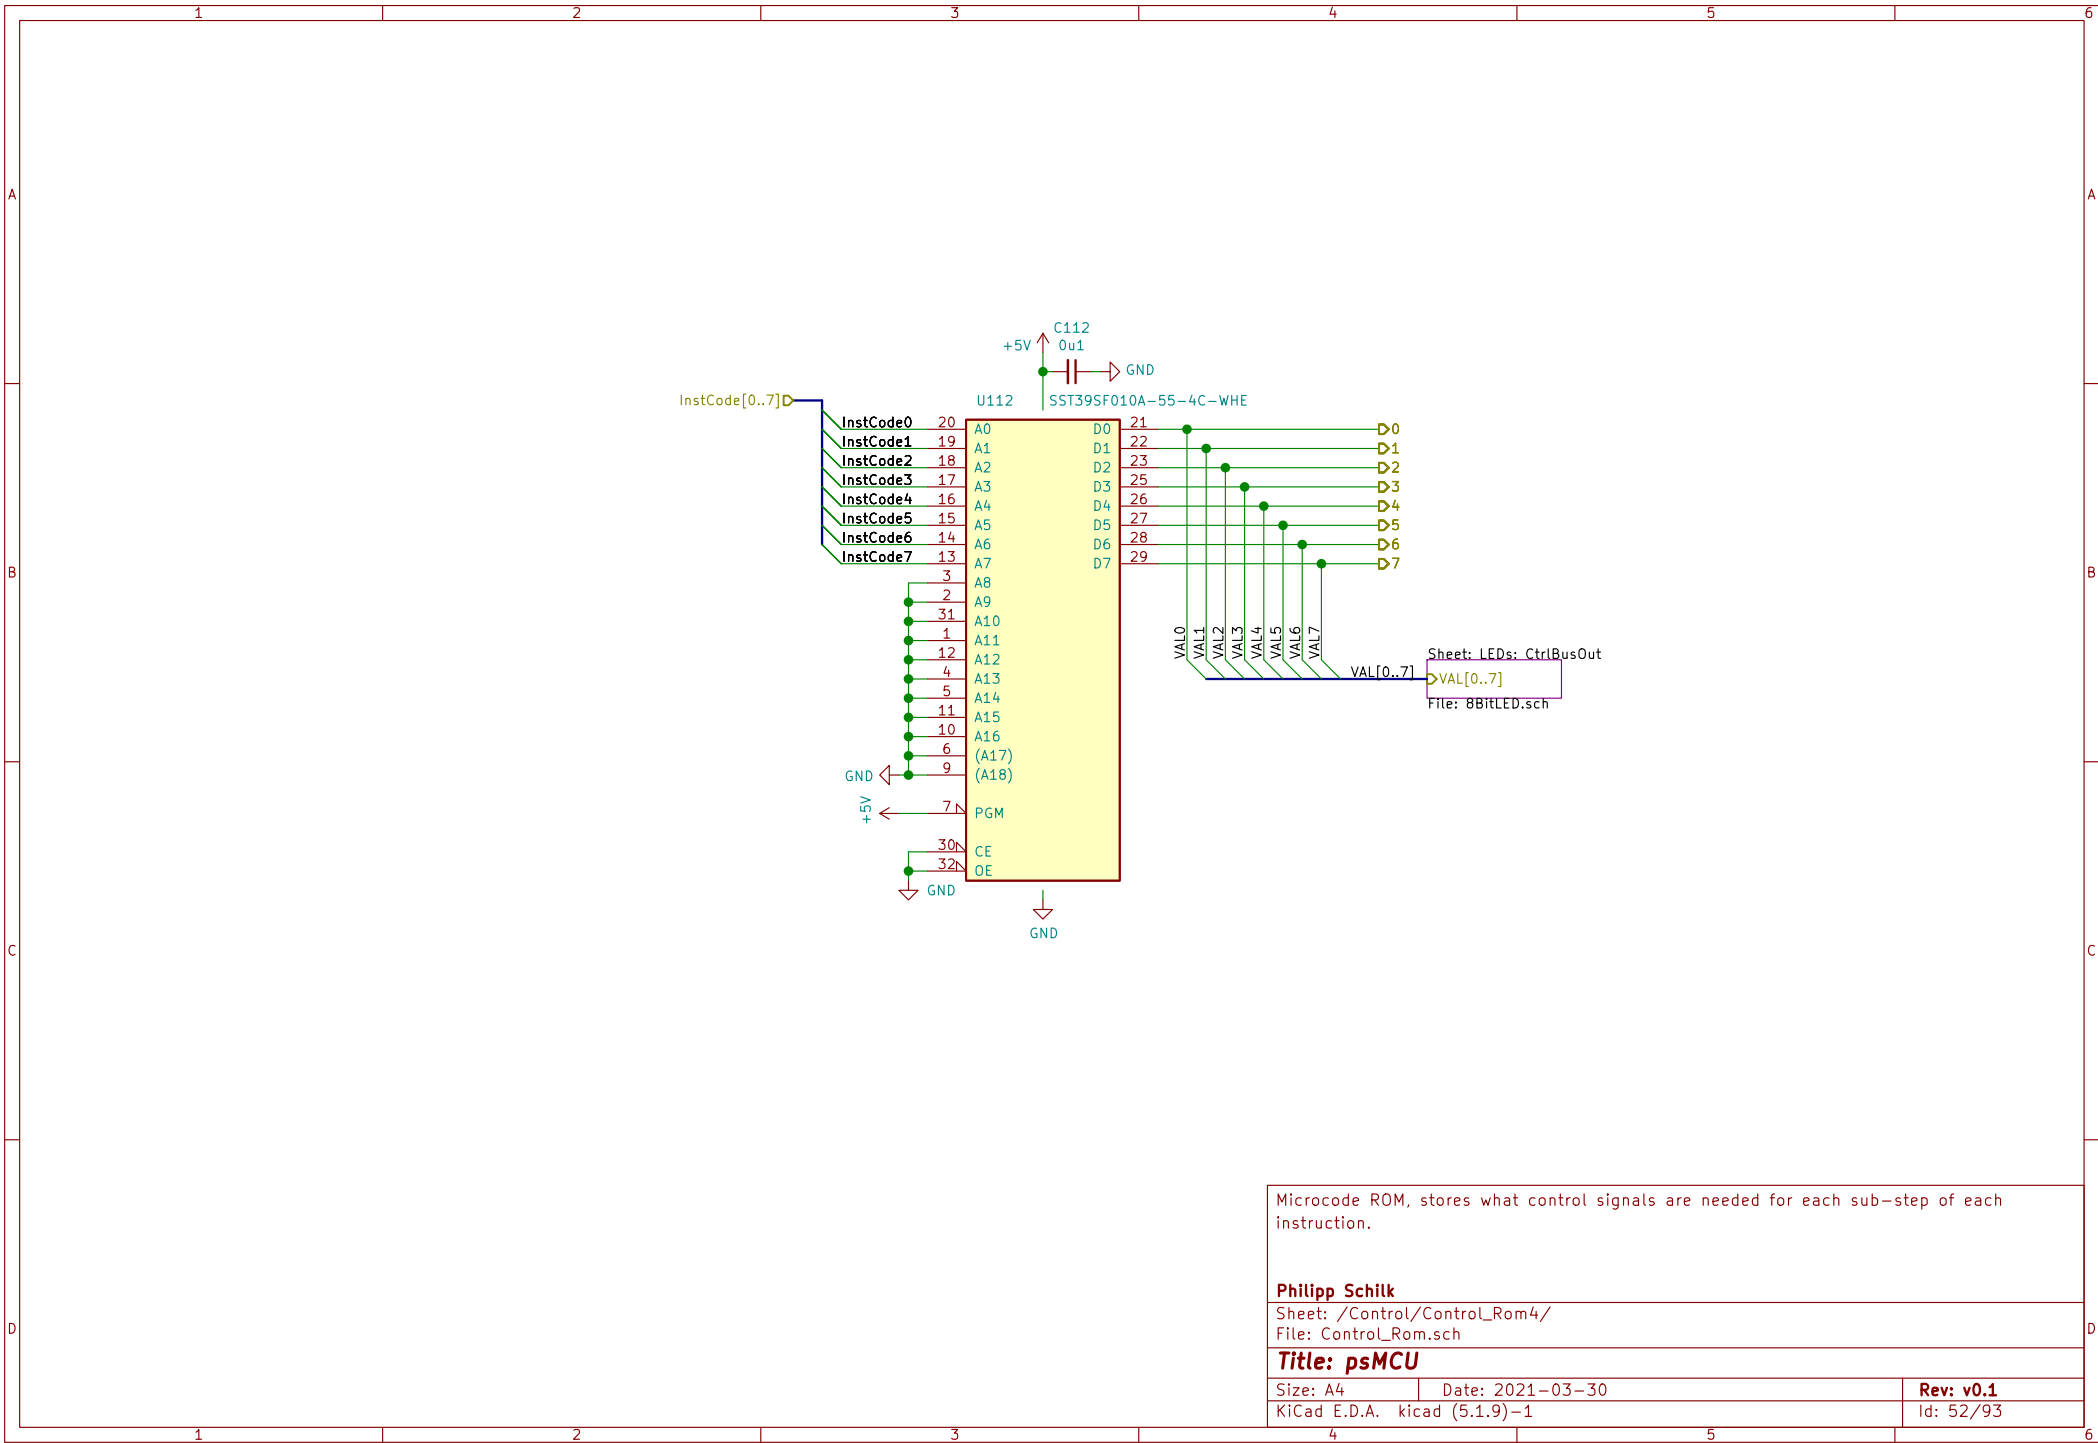 1 2 3 4 5 6
A A
B B
C C
D D
C112
+5V 0u1
GND
InstCode[0..7]
U112 SST39SF010A-55-4C-WHE
InstCode0 20 A0 D0 21 0
InstCode1 19 A1 D1 22 1
InstCode2 18 A2 D2 23 2
InstCode3 17 A3 D3 25 3
InstCode4 16 A4 D4 26 4
InstCode5 15 A5 D5 27 5
InstCode6 14 A6 D6 28 6
InstCode7 13 A7 D7 29 7
3 A8
2 A9
31 A10
1 A11
12 A12
4 A13
5 A14
11 A15
10 A16
6 (A17)
GND 9 (A18)
+5V 7 PGM
30 CE
32 OE
GND
GND
VAL0
VAL1
VAL2
VAL3
VAL4
VAL5
VAL6
VAL7
VAL[0..7]
Sheet: LEDs: CtrlBusOut
VAL[0..7]
File: 8BitLED.sch
Microcode ROM, stores what control signals are needed for each sub-step of each
instruction.
Philipp Schilk
Sheet: /Control/Control_Rom4/
File: Control_Rom.sch
Title: psMCU
Size: A4 Date: 2021-03-30 Rev: v0.1
KiCad E.D.A. kicad (5.1.9)-1 Id: 52/93
1 2 3 4 5 6